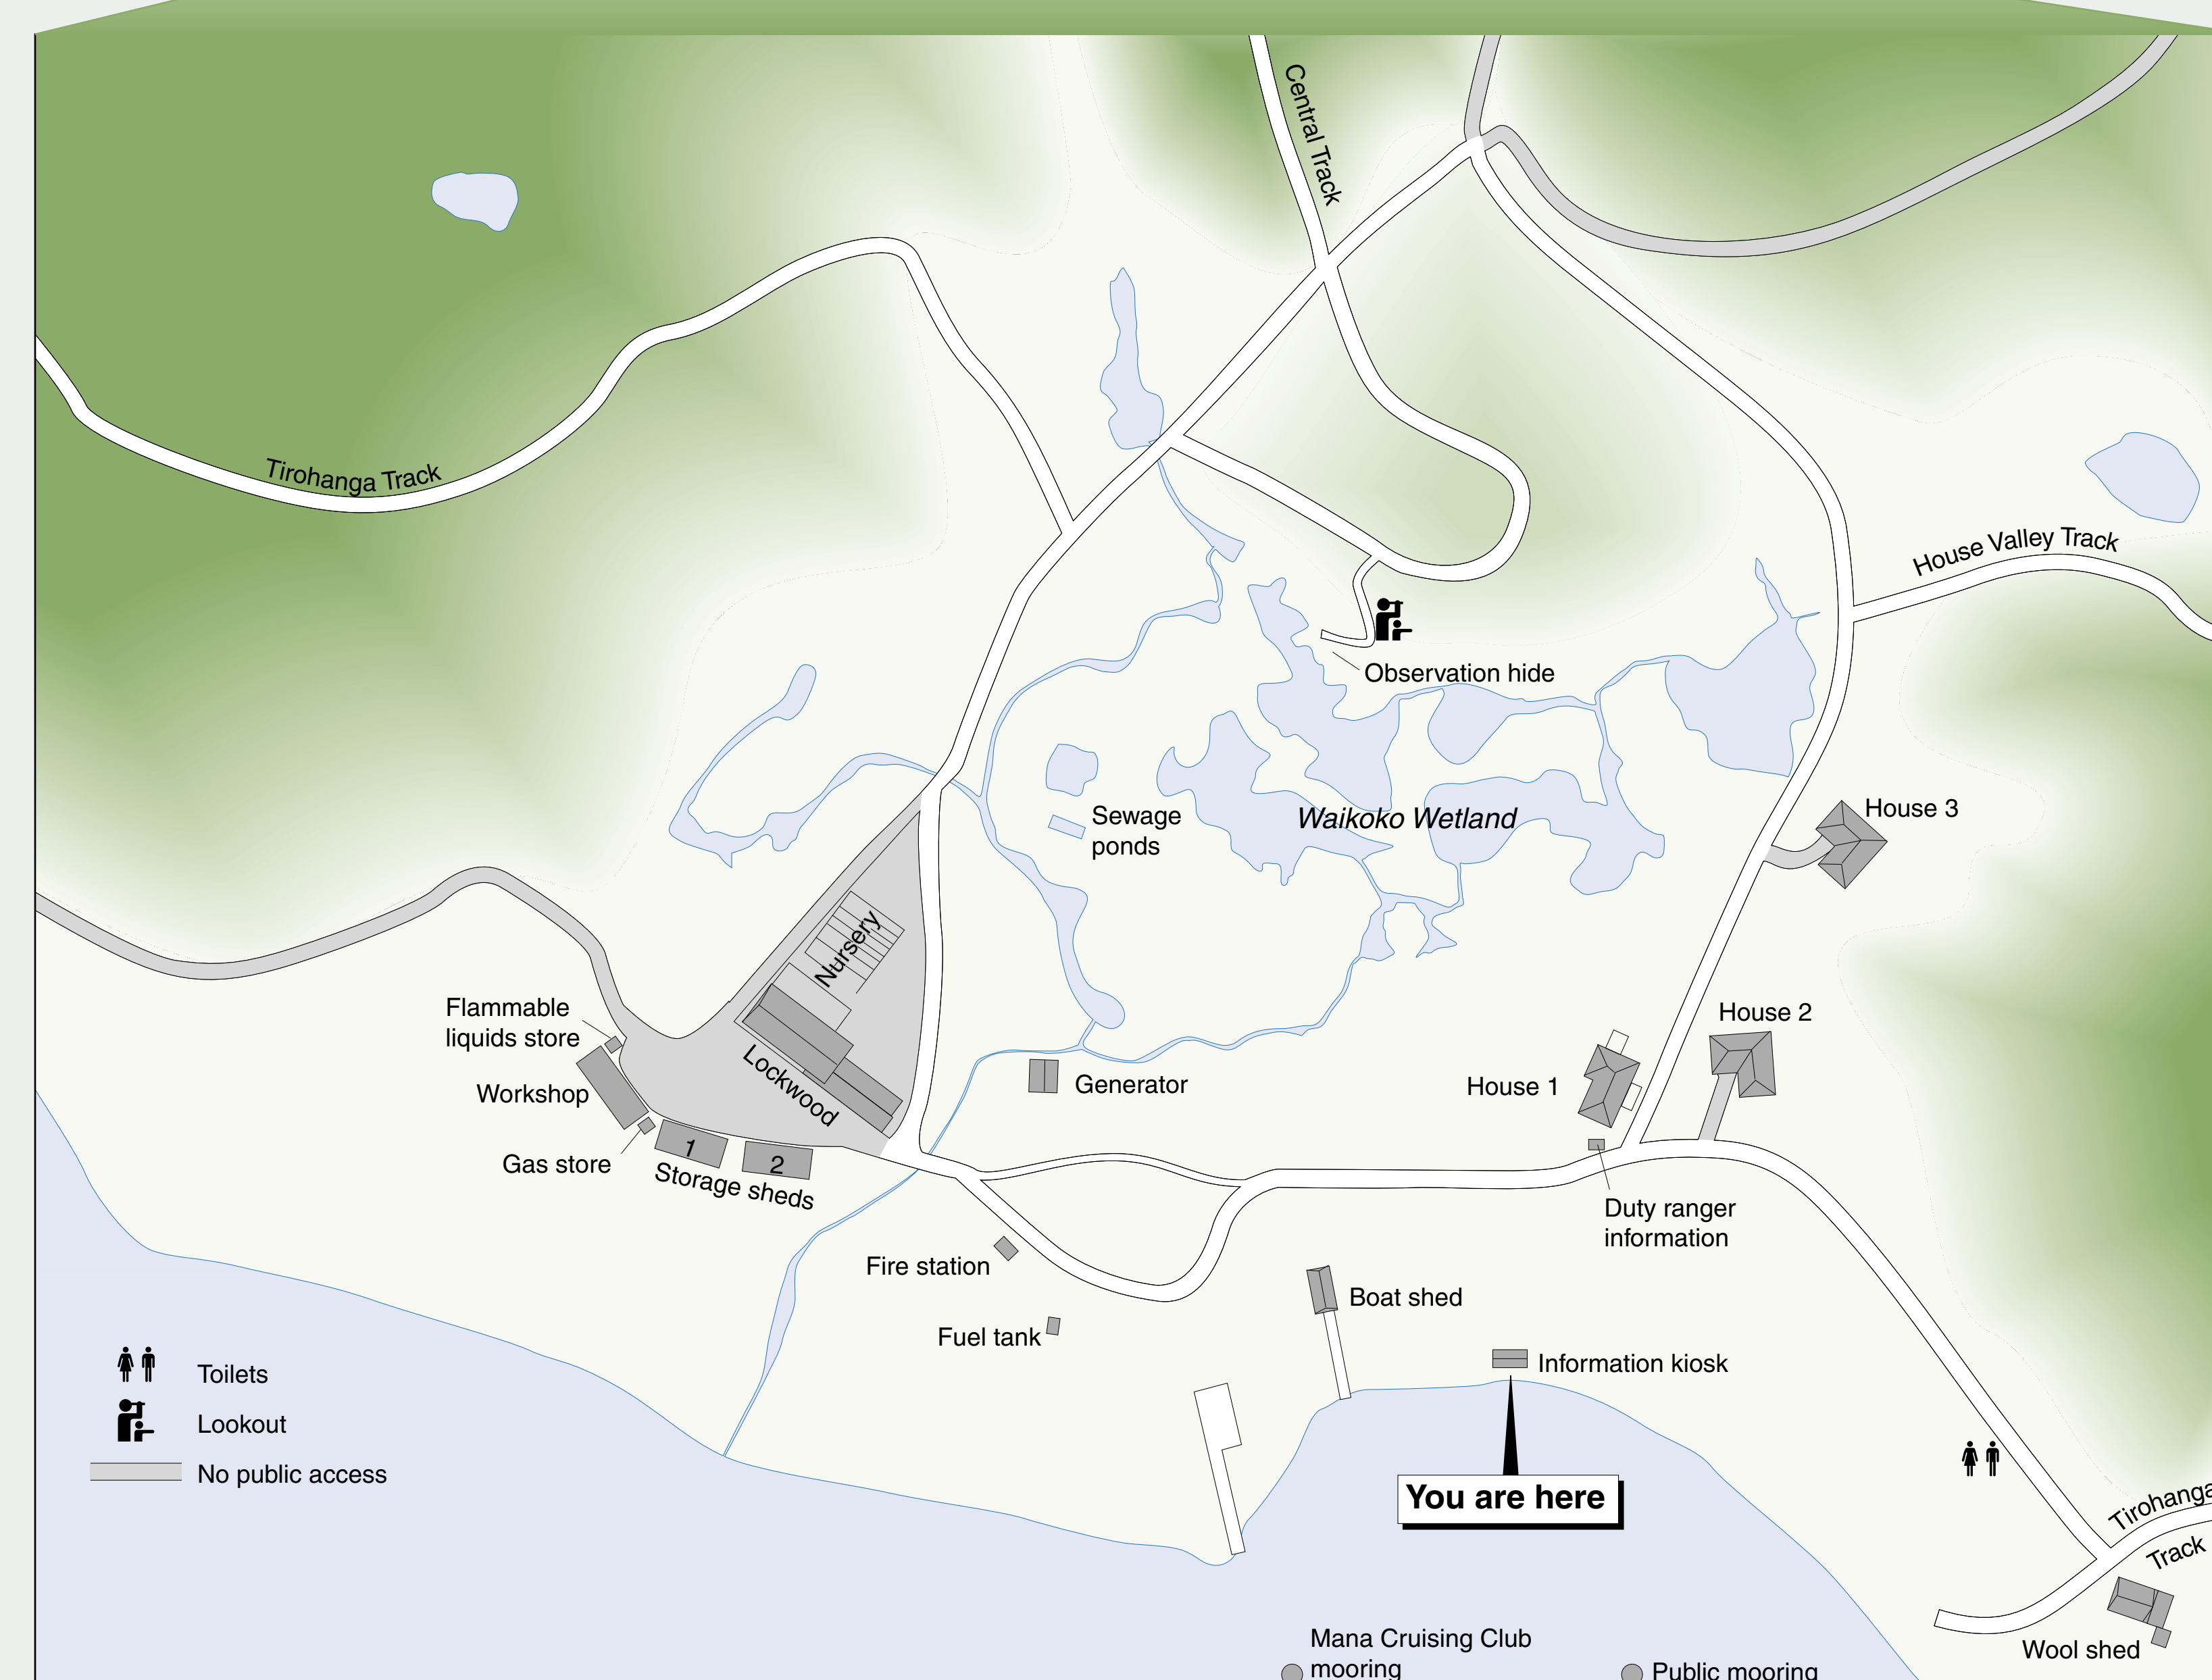 Central Track
Tirohanga Track
House Valley Track
Observation hide
Sewage
ponds
Waikoko Wetland
House 3
Nursery
Flammable
liquids store
House 2
Lockwood
Generator
House 1
Workshop
1
2
Gas store
Storage sheds
Duty ranger
information
Fire station
Boat shed
Fuel tank
Information kiosk
Toilets
Lookout
No public access
You are here
Tirohanga
Track
Mana Cruising Club
mooring
Public mooring
Wool shed